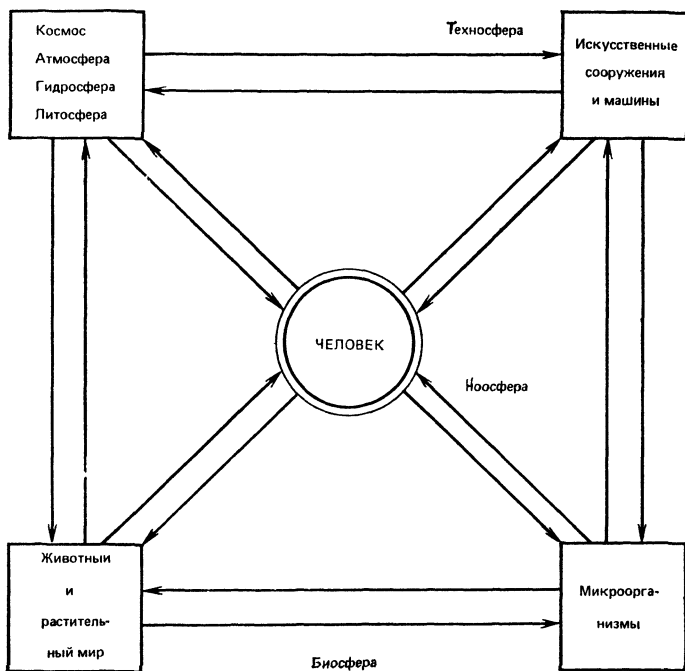 Космос
Атмосфера
Гидросфера
Литосфера
Техносфера
Искусственные
сооружения
и машины
ЧЕЛОВЕК
Ноосфера
Животный
и
раститель-
ный мир
Микроорга-
низмы
Биосфера